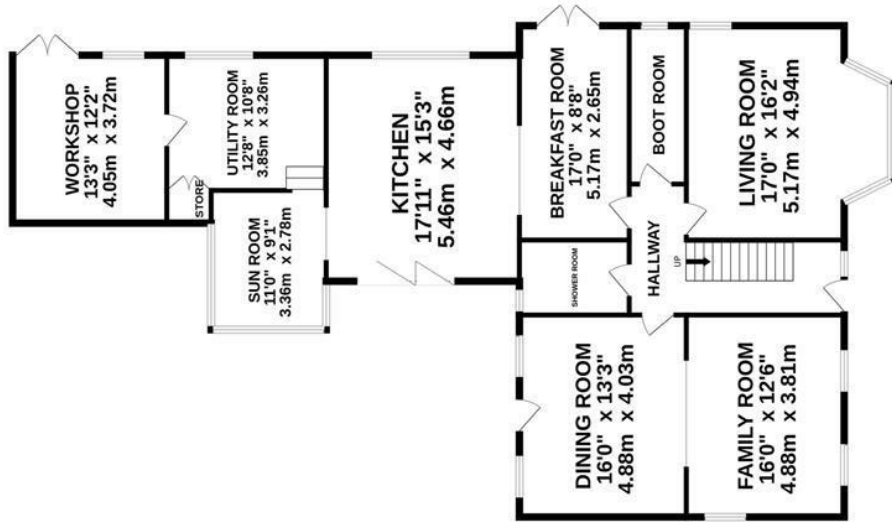 WORKSHOP
13'3" x 12'2"
4.05m x 3.72m
UTILITY ROOM
12'8" x 10'8"
3.85m x 3.26m
STORE
SUN ROOM
11'0" x 9'1"
3.36m x 2.78m
KITCHEN
17'11" x 15'3"
5.46m x 4.66m
BREAKFAST ROOM
17'0" x 8'8"
5.17m x 2.65m
BOOT ROOM
LIVING ROOM
17'0" x 16'2"
5.17m x 4.94m
SHOWER ROOM
HALLWAY
UP
DINING ROOM
16'0" x 13'3"
4.88m x 4.03m
FAMILY ROOM
16'0" x 12'6"
4.88m x 3.81m